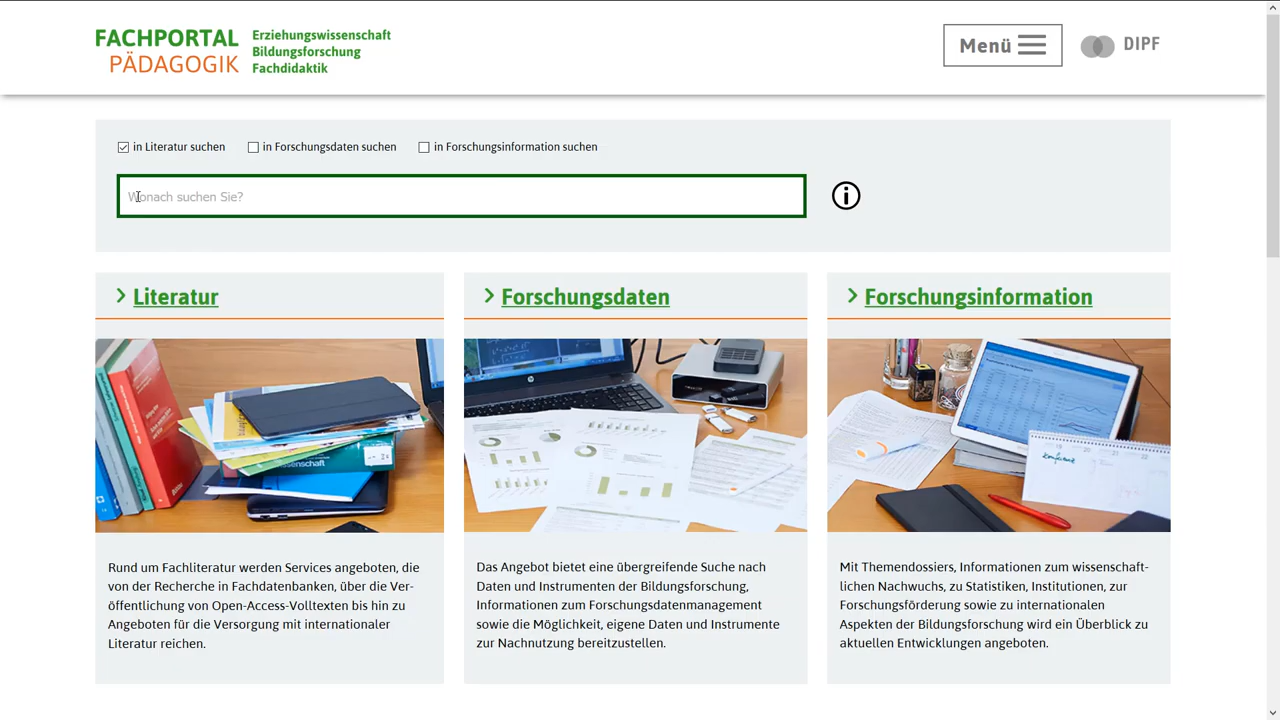 FACHPORTAL
PÄDAGOGIK
Erziehungswissenschaft
Bildungsforschung
Fachdidaktik
Menü
DIPF
in Literatur suchen
in Forschungsdaten suchen
in Forschungsinformation suchen
Wonach suchen Sie?
Literatur
Rund um Fachliteratur werden Services angeboten, die
von der Recherche in Fachdatenbanken, über die Ver-
öffentlichung von Open-Access-Volltexten bis hin zu
Angeboten für die Versorgung mit internationaler
Literatur reichen.
Forschungsdaten
Das Angebot bietet eine übergreifende Suche nach
Daten und Instrumenten der Bildungsforschung,
Informationen zum Forschungsdatenmanagement
sowie die Möglichkeit, eigene Daten und Instrumente
zur Nachnutzung bereitzustellen.
Forschungsinformation
Mit Themendossiers, Informationen zum wissenschaft-
lichen Nachwuchs, zu Statistiken, Institutionen, zur
Forschungsförderung sowie zu internationalen
Aspekten der Bildungsforschung wird ein Überblick zu
aktuellen Entwicklungen angeboten.